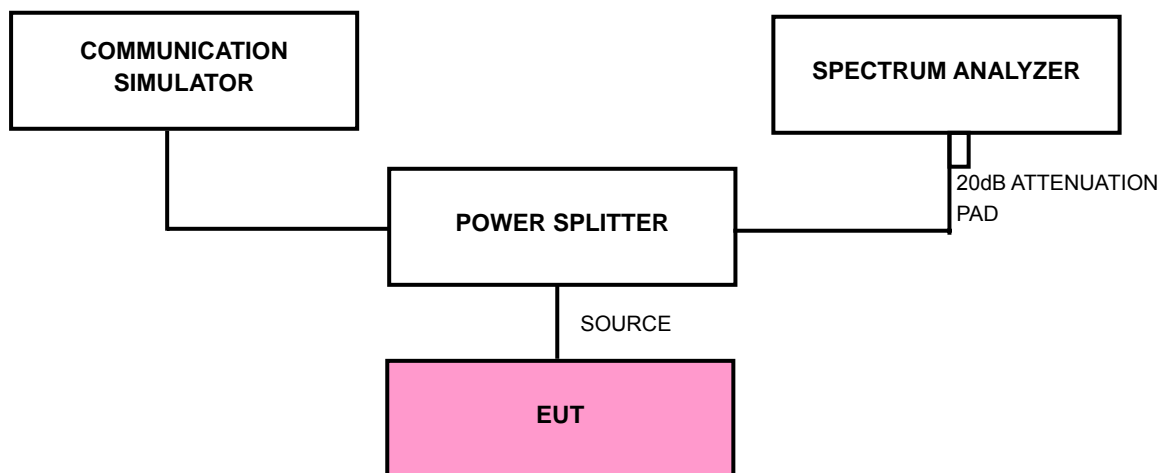 COMMUNICATION
SIMULATOR
SPECTRUM ANALYZER
20dB ATTENUATION
PAD
POWER SPLITTER
SOURCE
EUT